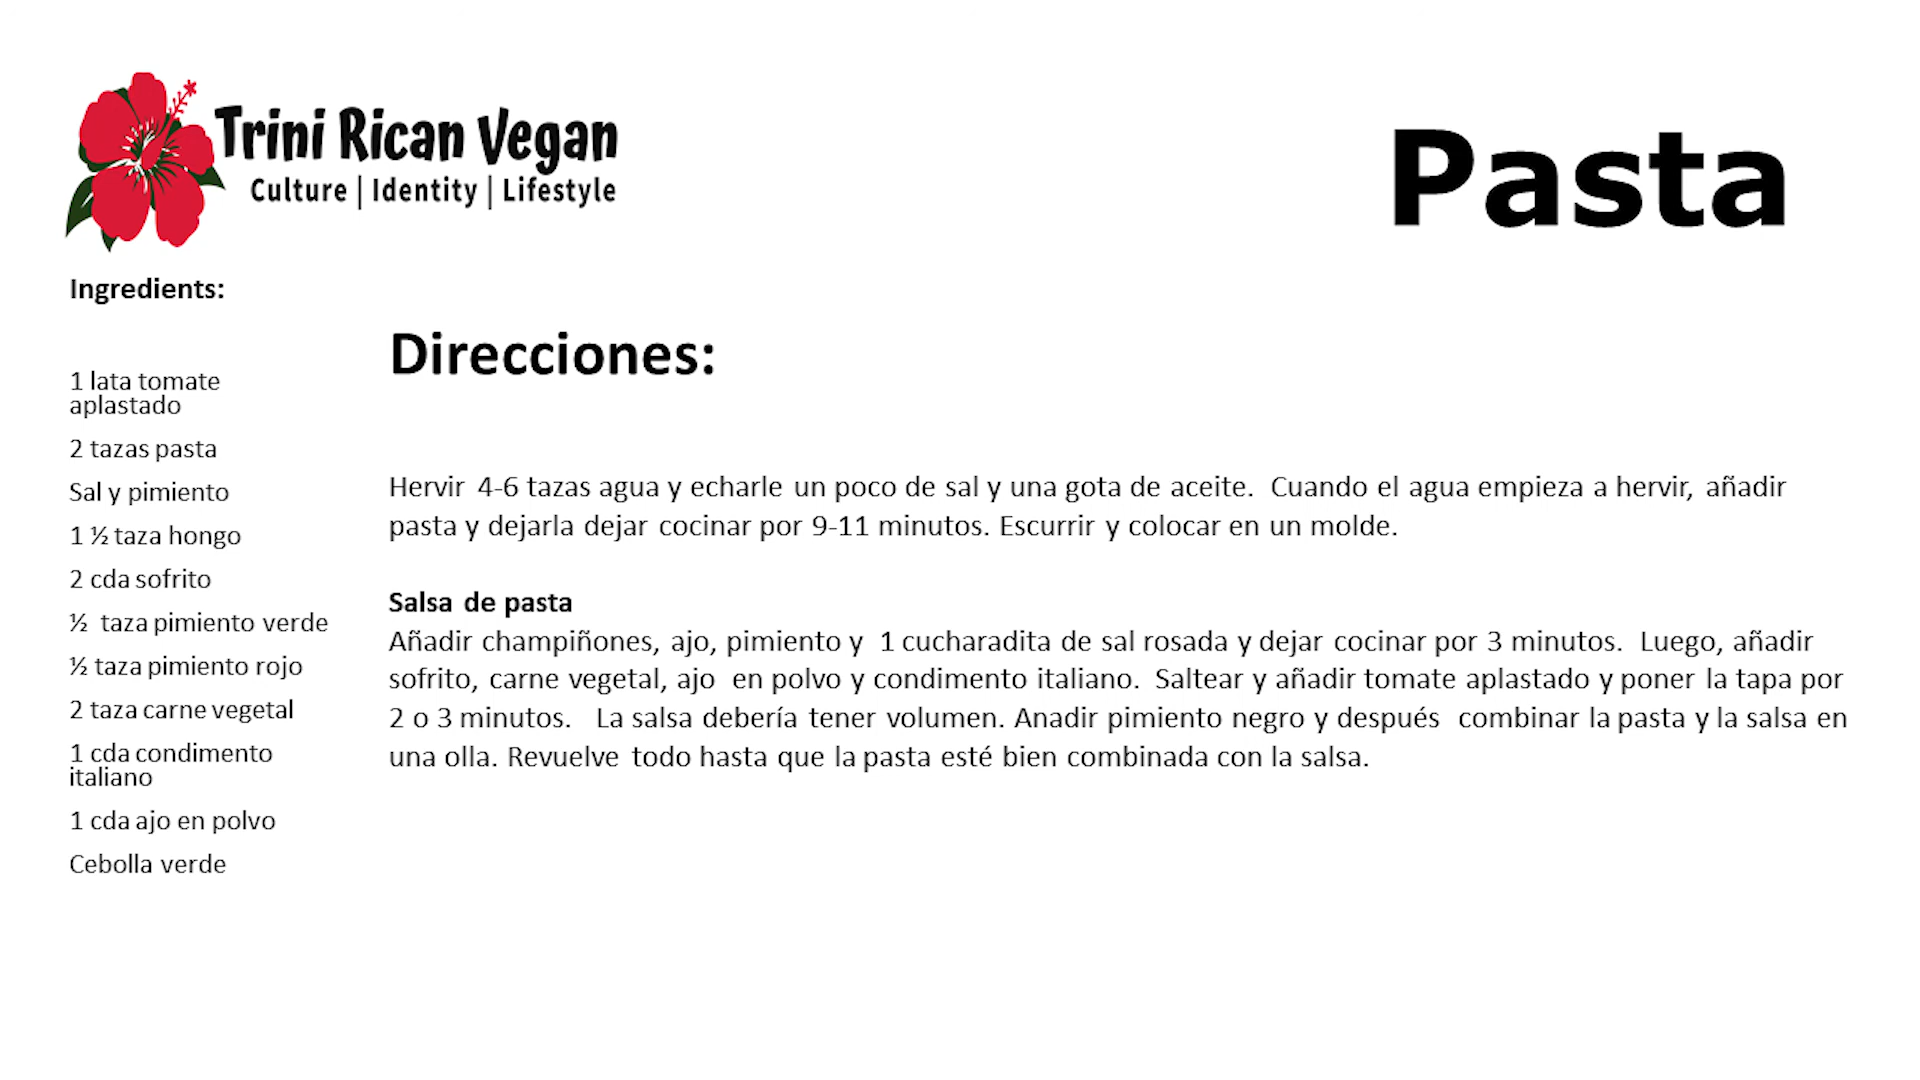 Trini Rican Vegan
Culture | Identity | Lifestyle
Pasta
Ingredients:
1 lata tomate
aplastado
2 tazas pasta
Sal y pimiento
1 ½ taza hongo
2 cda sofrito
½ taza pimiento verde
½ taza pimiento rojo
2 taza carne vegetal
1 cda condimento
italiano
1 cda ajo en polvo
Cebolla verde
Direcciones:
Hervir 4-6 tazas agua y echarle un poco de sal y una gota de aceite. Cuando el agua empieza a hervir, añadir
pasta y dejarla dejar cocinar por 9-11 minutos. Escurrir y colocar en un molde.
Salsa de pasta
Añadir champiñones, ajo, pimiento y 1 cucharadita de sal rosada y dejar cocinar por 3 minutos. Luego, añadir
sofrito, carne vegetal, ajo en polvo y condimento italiano. Saltear y añadir tomate aplastado y poner la tapa por
2 o 3 minutos. La salsa debería tener volumen. Anadir pimiento negro y después combinar la pasta y la salsa en
una olla. Revuelve todo hasta que la pasta esté bien combinada con la salsa.